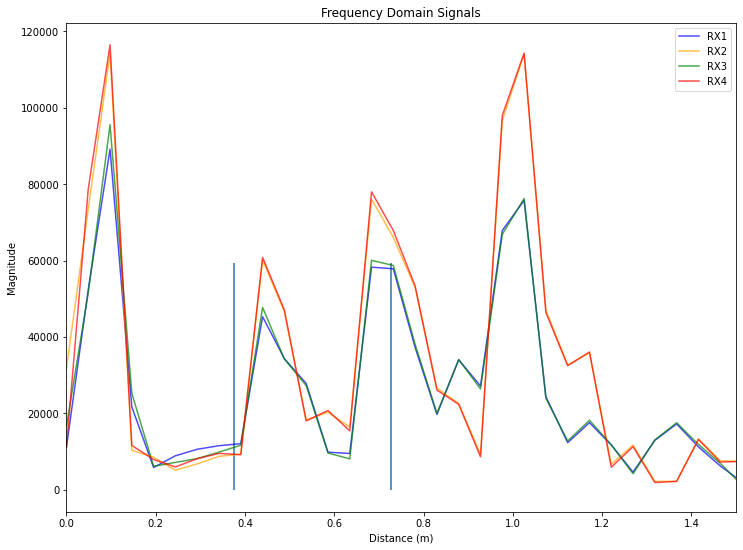 Frequency Domain Signals
RX1
RX2
RX3
RX4
Magnitude
120000
100000
80000
60000
40000
20000
0
0.0 0.2 0.4 0.6 0.8 1.0 1.2 1.4
Distance (m)